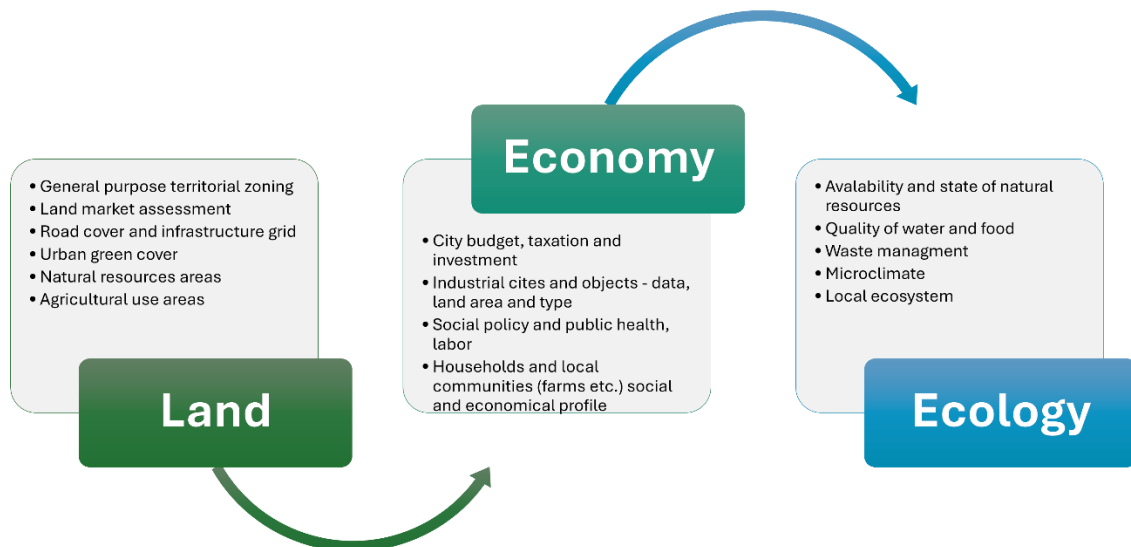 • General purpose territorial zoning
• Land market assessment
• Road cover and infrastructure grid
• Urban green cover
• Natural resources areas
• Agricultural use areas
Land
Economy
• City budget, taxation and
investment
• Industrial cites and objects - data,
land area and type
• Social policy and public health,
labor
• Households and local
communities (farms etc.) social
and economical profile
• Avalability and state of natural
resources
• Quality of water and food
• Waste managment
• Microclimate
• Local ecosystem
Ecology